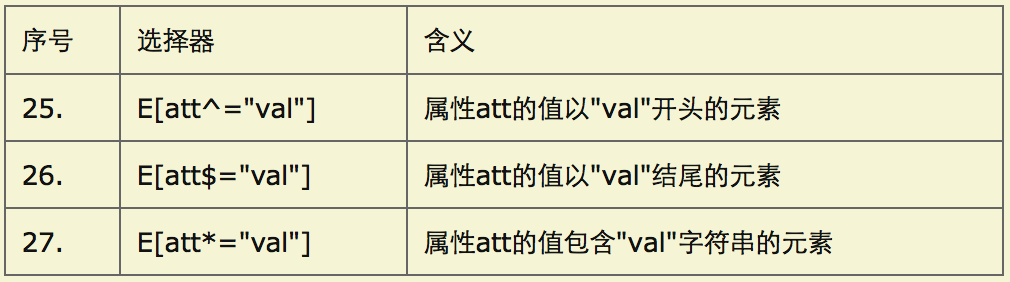 序号 选择器 含义
25. E[att^="val"] 属性att的值以"val"开头的元素
26. E[att$="val"] 属性att的值以"val"结尾的元素
27. E[att*="val"] 属性att的值包含"val"字符串的元素